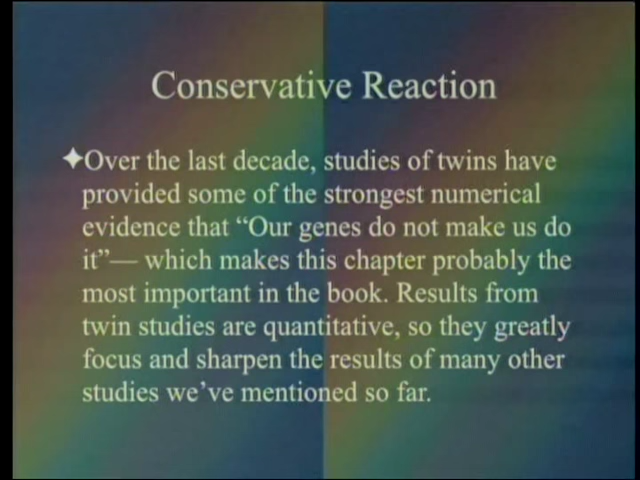 Conservative Reaction
✦Over the last decade, studies of twins have
provided some of the strongest numerical
evidence that “Our genes do not make us do
it”— which makes this chapter probably the
most important in the book. Results from
twin studies are quantitative, so they greatly
focus and sharpen the results of many other
studies we’ve mentioned so far.